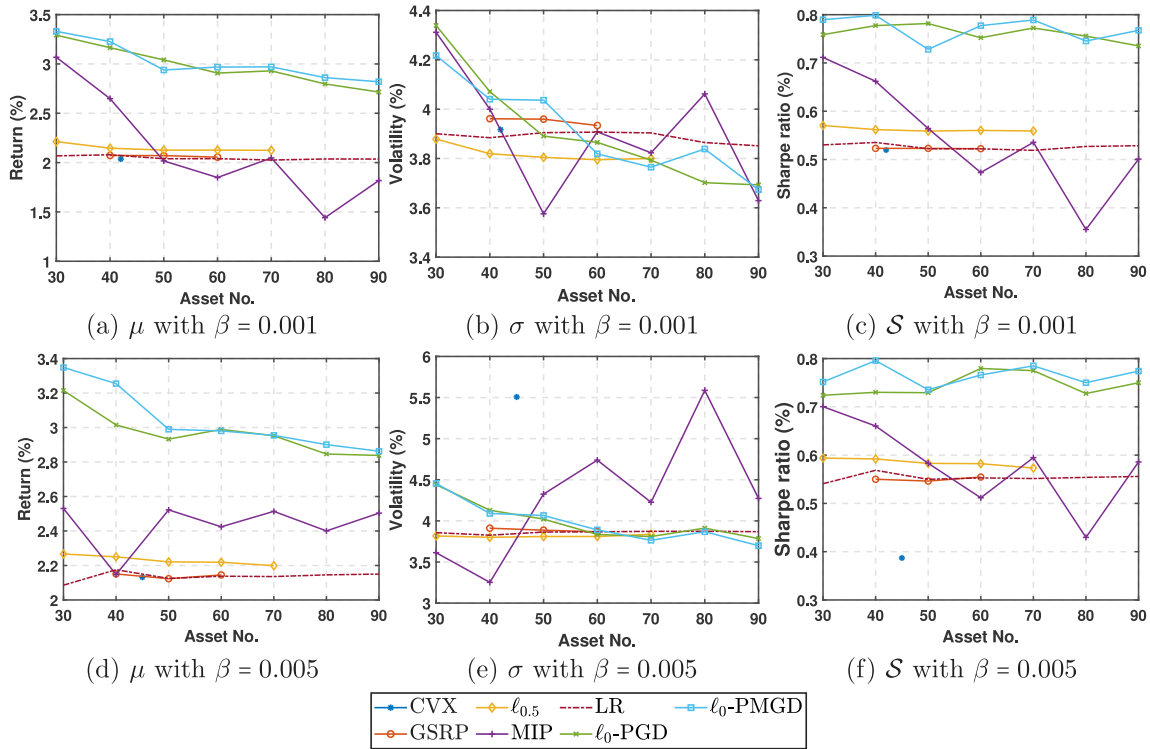 3.5
3
2.5
2
1.5
1
Return (%)
30 40 50 60 70 80 90
Asset No.
(a) μ with β = 0.001
4.4
4.2
4
3.8
3.6
3.4
Volatility (%)
30 40 50 60 70 80 90
Asset No.
(b) σ with β = 0.001
0.8
0.7
0.6
0.5
0.4
0.3
Sharpe ratio (%)
30 40 50 60 70 80 90
Asset No.
(c) 𝒮 with β = 0.001
3.4
3.2
3
2.8
2.6
2.4
2.2
2
Return (%)
30 40 50 60 70 80 90
Asset No.
(d) μ with β = 0.005
6
5.5
5
4.5
4
3.5
3
Volatility (%)
30 40 50 60 70 80 90
Asset No.
(e) σ with β = 0.005
0.8
0.7
0.6
0.5
0.4
0.3
Sharpe ratio (%)
30 40 50 60 70 80 90
Asset No.
(f) 𝒮 with β = 0.005
CVX ℓ0.5 LR ℓ0-PMGD
GSRP MIP ℓ0-PGD